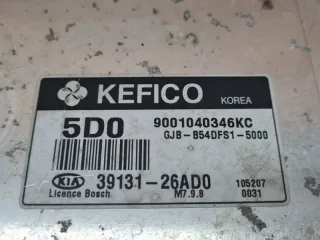 KEFICO KOREA
5D0 9001040346KC
GJB-B54DFS1-5000
KIA 39131-26AD0 105207
Licence Bosch M7.9.8 0031